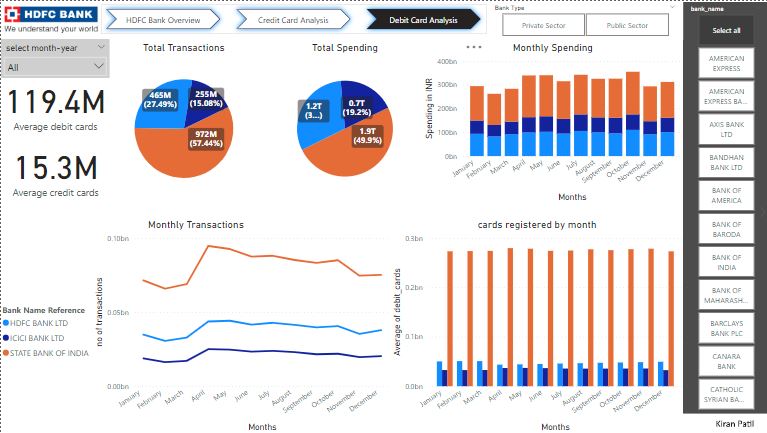 HDFC BANK
We understand your world
HDFC Bank Overview
Credit Card Analysis
Debit Card Analysis
Bank Type
Private Sector
Public Sector
bank_name
Select all
AMERICAN
EXPRESS
AMERICAN
EXPRESS BA...
AXIS BANK
LTD
BANDHAN
BANK LTD
BANK OF
AMERICA
BANK OF
BARODA
BANK OF
INDIA
BANK OF
MAHARASH...
BARCLAYS
BANK PLC
CANARA
BANK
CATHOLIC
SYRIAN BA...
select month-year
All
119.4M
Average debit cards
15.3M
Average credit cards
Total Transactions
465M
(27.49%)
255M
(15.08%)
972M
(57.44%)
Total Spending
1.2T
(3...)
0.7T
(19.2%)
1.9T
(49.9%)
Monthly Spending
Spending in INR
400bn
300bn
200bn
100bn
0bn
January
February
March
April
May
June
July
August
September
October
November
December
Months
Monthly Transactions
no of transactions
0.10bn
0.05bn
0.00bn
January
February
March
April
May
June
July
August
September
October
November
December
Months
cards registered by month
Average of debit_cards
0.3bn
0.2bn
0.1bn
0.0bn
January
February
March
April
May
June
July
August
September
October
November
December
Months
Bank Name Reference
HDFC BANK LTD
ICICI BANK LTD
STATE BANK OF INDIA
Kiran Patil